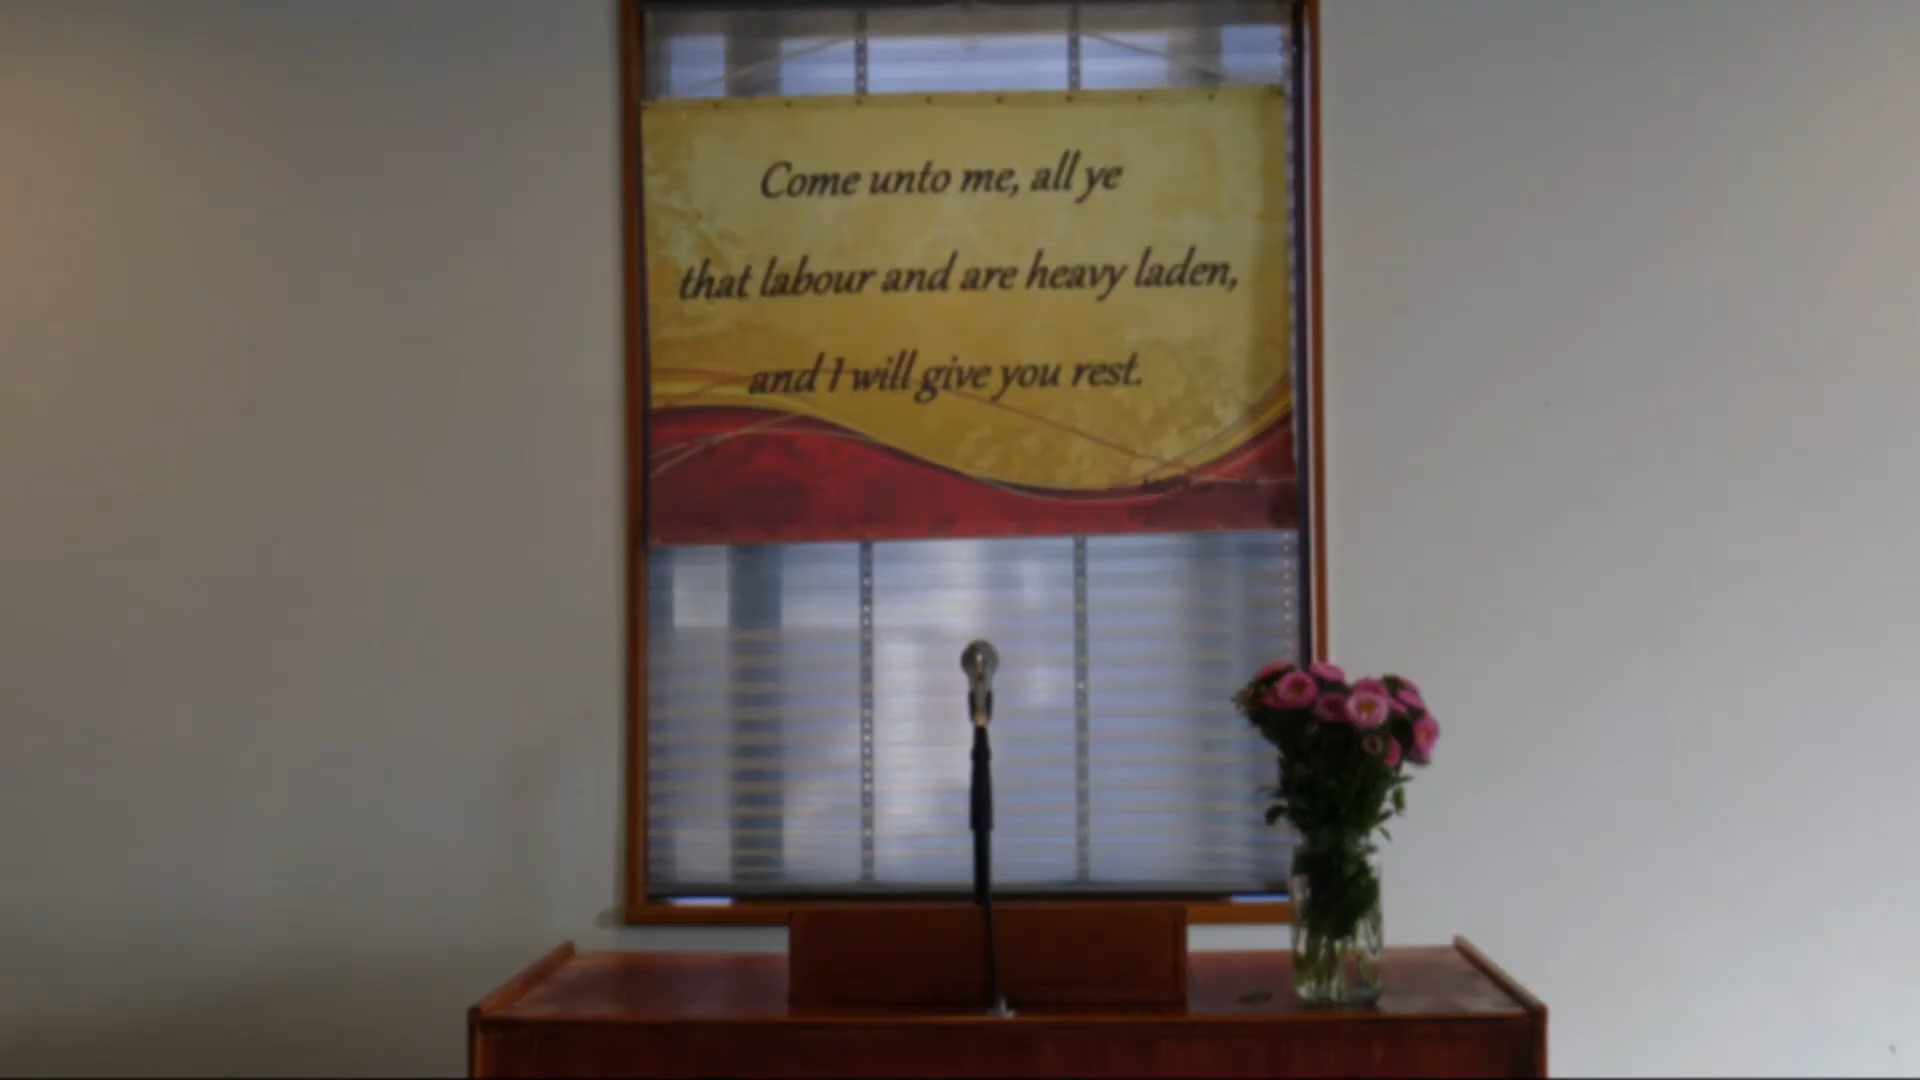 Come unto me, all ye
that labour and are heavy laden,
and I will give you rest.